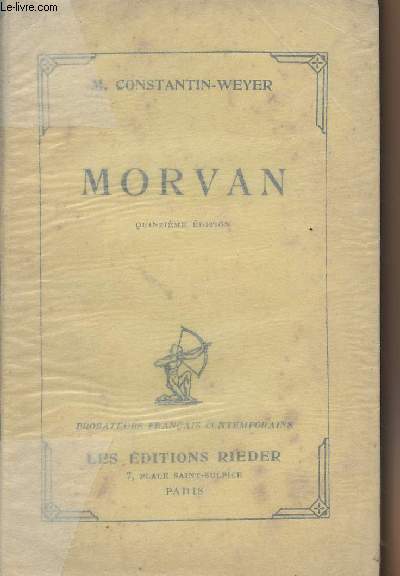 www.le-livre.com
M. CONSTANTIN-WEYER
MORVAN
QUINZIÈME ÉDITION
PROSATEURS FRANÇAIS CONTEMPORAINS
LES ÉDITIONS RIEDER
7, PLACE SAINT-SULPICE
PARIS